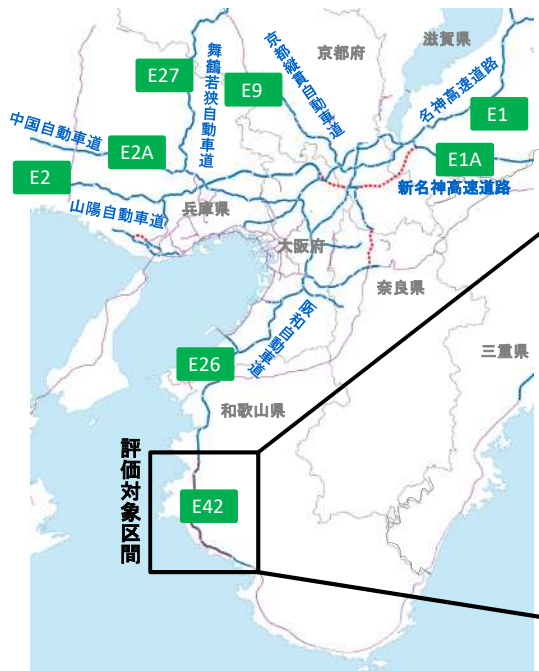 滋賀県
京都府
舞鶴若狭自動車道
京都縦貫自動車道
名神高速道路
E27
E9
E1
中国自動車道
E2A
E1A
E2
新名神高速道路
兵庫県
山陽自動車道
大阪府
奈良県
阪和自動車道
三重県
E26
和歌山県
評価対象区間
E42